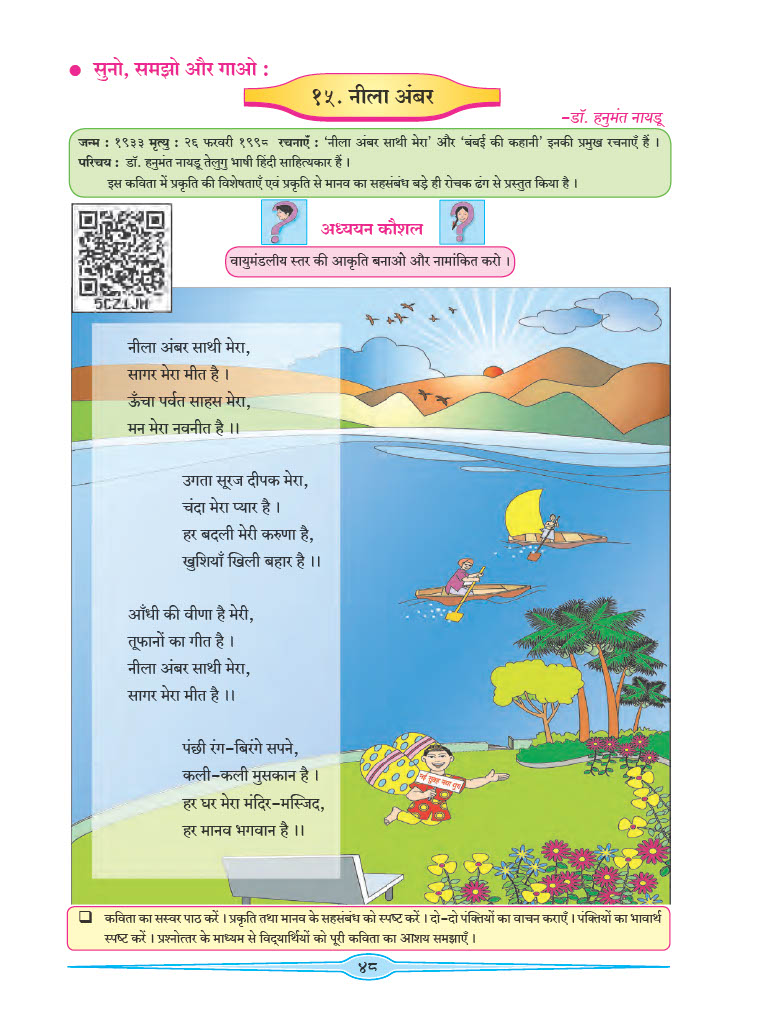 ● सुनो, समझो और गाओ :
१५. नीला अंबर
-डॉ. हनुमंत नायडू
जन्म : १९३३ मृत्यु : २६ फरवरी १९९८ रचनाएँ : ‘नीला अंबर साथी मेरा’ और ‘बंबई की कहानी’ इनकी प्रमुख रचनाएँ हैं ।
परिचय : डॉ. हनुमंत नायडू तेलुगु भाषी हिंदी साहित्यकार हैं ।
इस कविता में प्रकृति की विशेषताएँ एवं प्रकृति से मानव का सहसंबंध बड़े ही रोचक ढंग से प्रस्तुत किया है ।
अध्ययन कौशल
वायुमंडलीय स्तर की आकृति बनाओ और नामांकित करो ।
5CZ1JM
नीला अंबर साथी मेरा,
सागर मेरा मीत है ।
ऊँचा पर्वत साहस मेरा,
मन मेरा नवनीत है ।।
उगता सूरज दीपक मेरा,
चंदा मेरा प्यार है ।
हर बदली मेरी करुणा है,
खुशियाँ खिली बहार है ।।
आँधी की वीणा है मेरी,
तूफानों का गीत है ।
नीला अंबर साथी मेरा,
सागर मेरा मीत है ।।
पंछी रंग-बिरंगे सपने,
कली-कली मुसकान है ।
हर घर मेरा मंदिर-मस्जिद,
हर मानव भगवान है ।।
❑ कविता का सस्वर पाठ करें । प्रकृति तथा मानव के सहसंबंध को स्पष्ट करें । दो-दो पंक्तियों का वाचन कराएँ । पंक्तियों का भावार्थ
स्पष्ट करें । प्रश्नोत्तर के माध्यम से विद्यार्थियों को पूरी कविता का आशय समझाएँ ।
४८